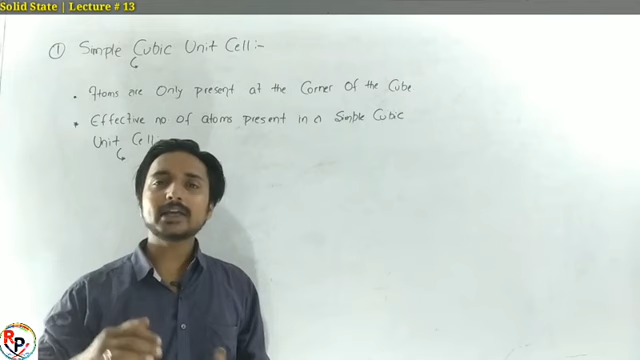 Solid State | Lecture # 13
① Simple Cubic Unit Cell:-
• Atoms are Only present at the Corner Of the Cube
• Effective no of atoms present in a Simple Cubic
Unit Cell:-
RP